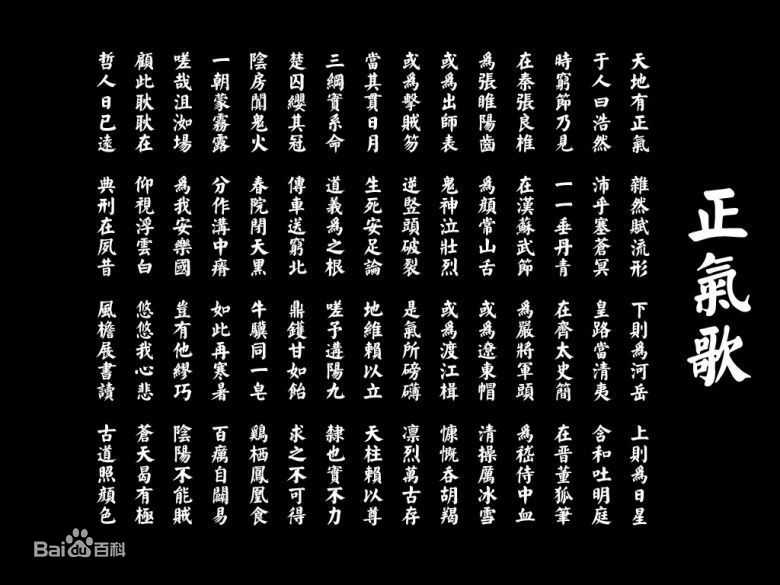 正氣歌
天地有正氣 雜然賦流形 下則為河岳 上則為日星
于人曰浩然 沛乎塞蒼冥 皇路當清夷 含和吐明庭
時窮節乃見 一一垂丹青 在齊太史簡 在晉董狐筆
在秦張良椎 在漢蘇武節 為嚴將軍頭 為嵇侍中血
為張睢陽齒 為顏常山舌 或為遼東帽 清操厲冰雪
或為出師表 鬼神泣壯烈 或為渡江楫 慷慨吞胡羯
或為擊賊笏 逆豎頭破裂 是氣所磅礡 凛烈萬古存
當其貫日月 生死安足論 地維賴以立 天柱賴以尊
三綱實系命 道義為之根 嗟予遘陽九 隸也實不力
楚囚纓其冠 傳車送窮北 鼎鑊甘如飴 求之不可得
陰房闃鬼火 春院閉天黑 牛驥同一皂 鷄栖鳳凰食
一朝蒙霧露 分作溝中瘠 如此再寒暑 百厲自闢易
嗟哉沮洳場 為我安樂國 豈有他繆巧 陰陽不能賊
顧此耿耿在 仰視浮雲白 悠悠我心悲 蒼天曷有極
哲人日已遠 典刑在夙昔 風檐展書讀 古道照顏色
Bai du 百科